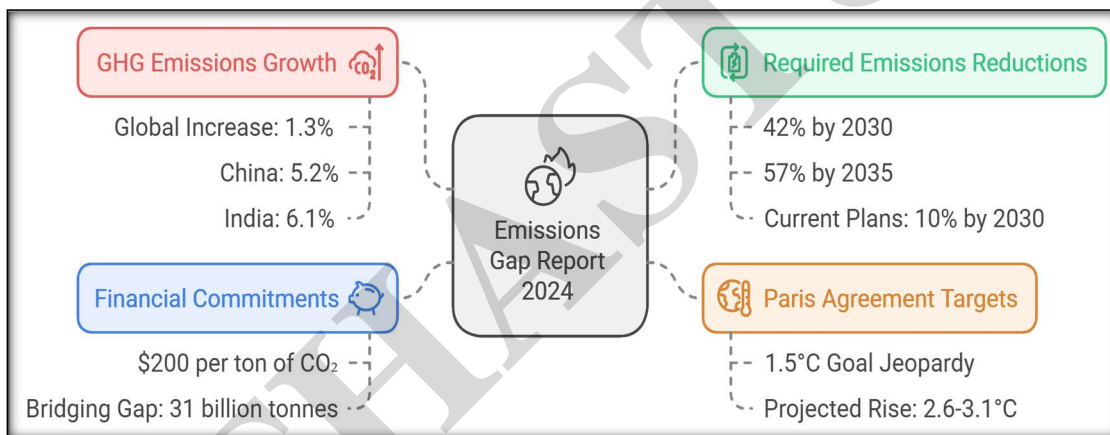 GHG Emissions Growth
CO₂
Global Increase: 1.3%
China: 5.2%
India: 6.1%
Financial Commitments
$200 per ton of CO₂
Bridging Gap: 31 billion tonnes
Emissions
Gap Report
2024
Required Emissions Reductions
42% by 2030
57% by 2035
Current Plans: 10% by 2030
Paris Agreement Targets
1.5°C Goal Jeopardy
Projected Rise: 2.6-3.1°C